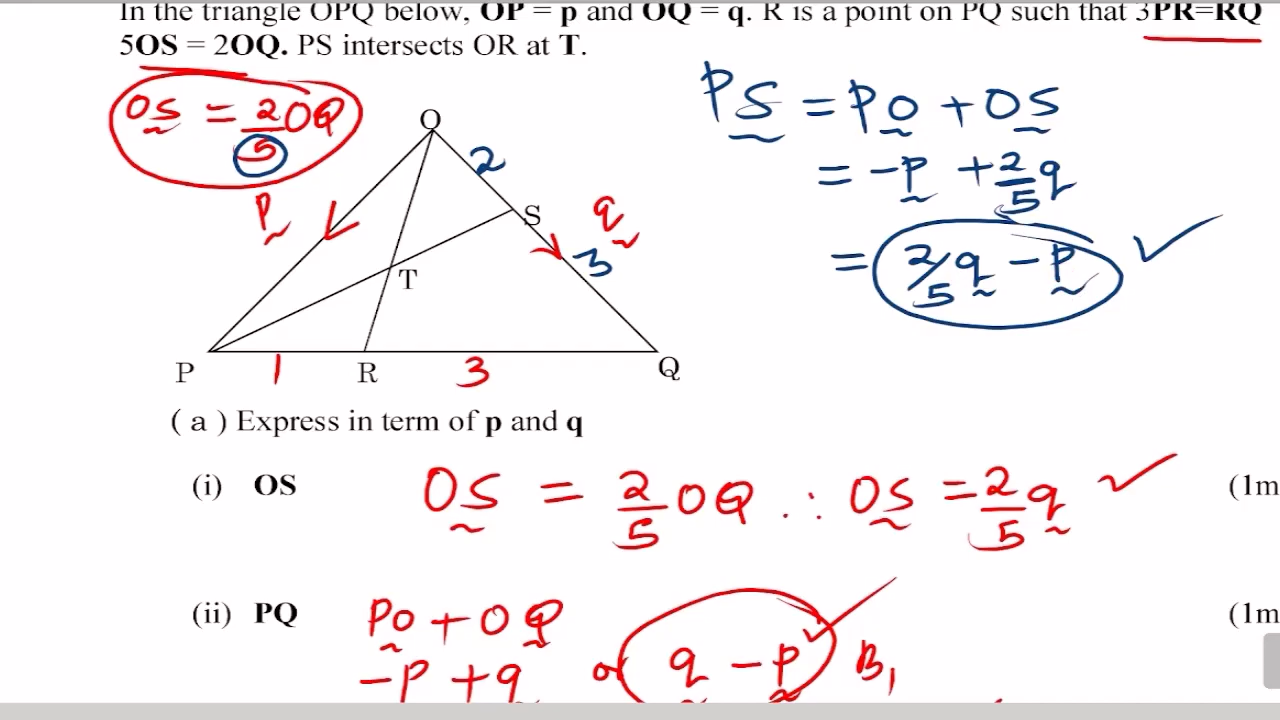 In the triangle OPQ below, OP = p and OQ = q. R is a point on PQ such that 3PR=RQ
5OS = 2OQ. PS intersects OR at T.
OS = 2/5 OQ
PS = PO + OS
= -p + 2/5 q
= 2/5 q - p ✓
O
2
S
q
3
p
T
P
1
R
3
Q
( a ) Express in term of p and q
(i) OS OS = 2/5 OQ ∴ OS = 2/5 q ✓ (1m
(ii) PQ PO + OQ (1m
-p + q or q - p ✓ B1